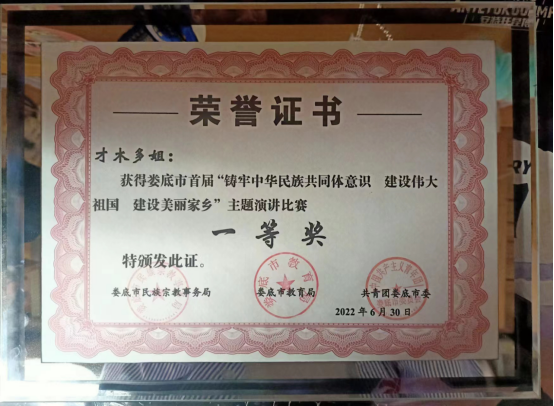 荣誉证书
才木多姐：
获得娄底市首届“铸牢中华民族共同体意识 建设伟大
祖国 建设美丽家乡”主题演讲比赛
一等奖
特颁发此证。
娄底市民族宗教事务局 娄底市教育局 共青团娄底市委
2022年6月30日